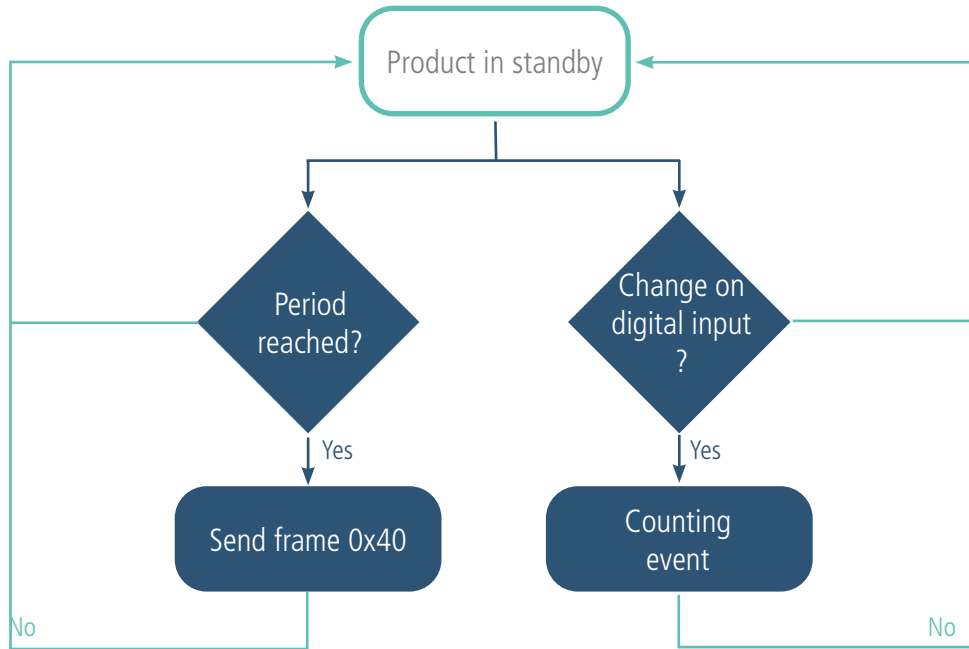 Product in standby
Period
reached?
Change on
digital input
?
Yes
Yes
Send frame 0x40
Counting
event
No
No